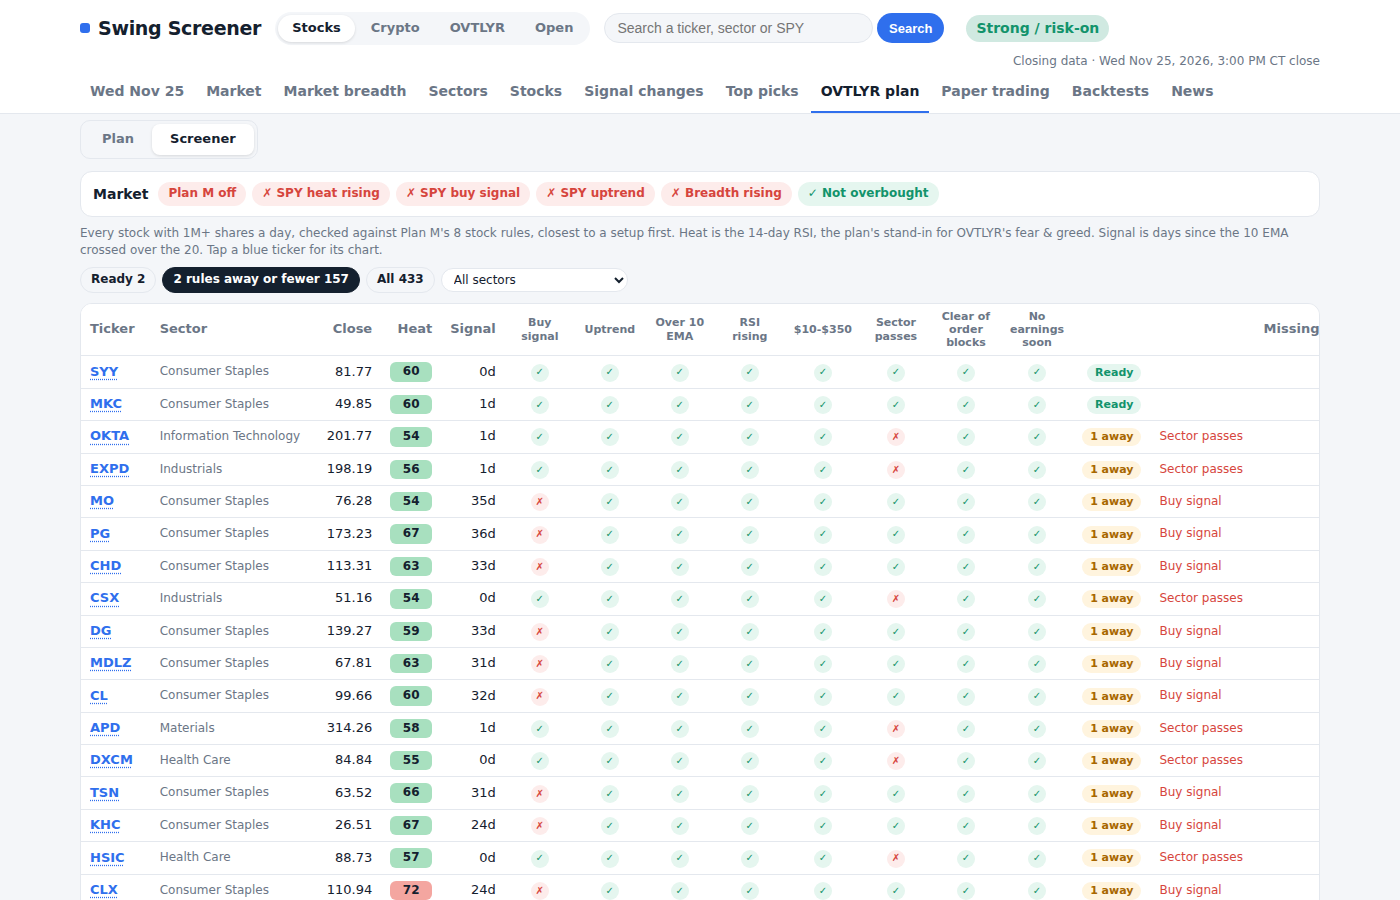 Swing Screener Stocks Crypto OVTLYR Open Search a ticker, sector or SPY Search Strong / risk-on
Closing data · Wed Nov 25, 2026, 3:00 PM CT close
Wed Nov 25 Market Market breadth Sectors Stocks Signal changes Top picks OVTLYR plan Paper trading Backtests News
Plan Screener
Market Plan M off ✗ SPY heat rising ✗ SPY buy signal ✗ SPY uptrend ✗ Breadth rising ✓ Not overbought
Every stock with 1M+ shares a day, checked against Plan M's 8 stock rules, closest to a setup first. Heat is the 14-day RSI, the plan's stand-in for OVTLYR's fear & greed. Signal is days since the 10 EMA
crossed over the 20. Tap a blue ticker for its chart.
Ready 2 2 rules away or fewer 157 All 433 All sectors
Ticker Sector Close Heat Signal Buy signal Uptrend Over 10 EMA RSI rising $10-$350 Sector passes Clear of order blocks No earnings soon Missing
SYY Consumer Staples 81.77 60 0d ✓ ✓ ✓ ✓ ✓ ✓ ✓ ✓ Ready
MKC Consumer Staples 49.85 60 1d ✓ ✓ ✓ ✓ ✓ ✓ ✓ ✓ Ready
OKTA Information Technology 201.77 54 1d ✓ ✓ ✓ ✓ ✓ ✗ ✓ ✓ 1 away Sector passes
EXPD Industrials 198.19 56 1d ✓ ✓ ✓ ✓ ✓ ✗ ✓ ✓ 1 away Sector passes
MO Consumer Staples 76.28 54 35d ✗ ✓ ✓ ✓ ✓ ✓ ✓ ✓ 1 away Buy signal
PG Consumer Staples 173.23 67 36d ✗ ✓ ✓ ✓ ✓ ✓ ✓ ✓ 1 away Buy signal
CHD Consumer Staples 113.31 63 33d ✗ ✓ ✓ ✓ ✓ ✓ ✓ ✓ 1 away Buy signal
CSX Industrials 51.16 54 0d ✓ ✓ ✓ ✓ ✓ ✗ ✓ ✓ 1 away Sector passes
DG Consumer Staples 139.27 59 33d ✗ ✓ ✓ ✓ ✓ ✓ ✓ ✓ 1 away Buy signal
MDLZ Consumer Staples 67.81 63 31d ✗ ✓ ✓ ✓ ✓ ✓ ✓ ✓ 1 away Buy signal
CL Consumer Staples 99.66 60 32d ✗ ✓ ✓ ✓ ✓ ✓ ✓ ✓ 1 away Buy signal
APD Materials 314.26 58 1d ✓ ✓ ✓ ✓ ✓ ✗ ✓ ✓ 1 away Sector passes
DXCM Health Care 84.84 55 0d ✓ ✓ ✓ ✓ ✓ ✗ ✓ ✓ 1 away Sector passes
TSN Consumer Staples 63.52 66 31d ✗ ✓ ✓ ✓ ✓ ✓ ✓ ✓ 1 away Buy signal
KHC Consumer Staples 26.51 67 24d ✗ ✓ ✓ ✓ ✓ ✓ ✓ ✓ 1 away Buy signal
HSIC Health Care 88.73 57 0d ✓ ✓ ✓ ✓ ✓ ✗ ✓ ✓ 1 away Sector passes
CLX Consumer Staples 110.94 72 24d ✗ ✓ ✓ ✓ ✓ ✓ ✓ ✓ 1 away Buy signal